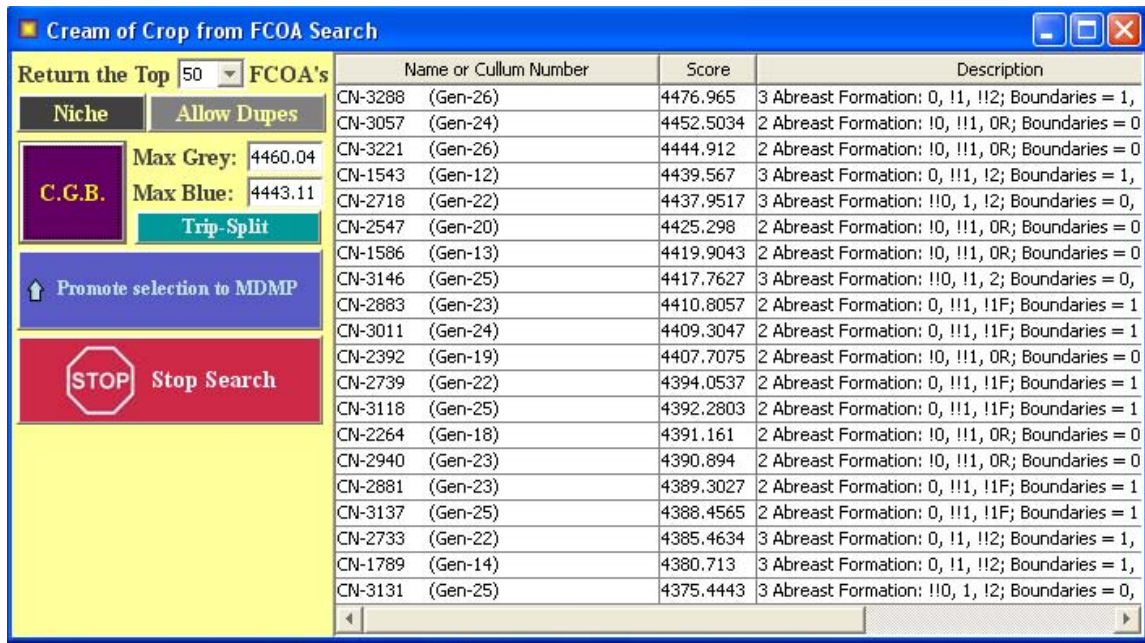 Cream of Crop from FCOA Search
Return the Top 50 FCOA's
Niche Allow Dupes
C.G.B.
Max Grey: 4460.04
Max Blue: 4443.11
Trip-Split
Promote selection to MDMP
STOP Stop Search
Name or Cullum Number Score Description
CN-3288 (Gen-26) 4476.965 3 Abreast Formation: 0, !1, !!2; Boundaries = 1,
CN-3057 (Gen-24) 4452.5034 2 Abreast Formation: !0, !!1, 0R; Boundaries = 0
CN-3221 (Gen-26) 4444.912 2 Abreast Formation: !0, !!1, 0R; Boundaries = 0
CN-1543 (Gen-12) 4439.567 3 Abreast Formation: 0, !!1, !2; Boundaries = 1,
CN-2718 (Gen-22) 4437.9517 3 Abreast Formation: !!0, 1, !2; Boundaries = 0,
CN-2547 (Gen-20) 4425.298 2 Abreast Formation: !0, !!1, 0R; Boundaries = 0
CN-1586 (Gen-13) 4419.9043 2 Abreast Formation: !0, !!1, 0R; Boundaries = 0
CN-3146 (Gen-25) 4417.7627 3 Abreast Formation: !!0, !1, 2; Boundaries = 0,
CN-2883 (Gen-23) 4410.8057 2 Abreast Formation: 0, !!1, !1F; Boundaries = 1
CN-3011 (Gen-24) 4409.3047 2 Abreast Formation: 0, !!1, !1F; Boundaries = 1
CN-2392 (Gen-19) 4407.7075 2 Abreast Formation: !0, !!1, 0R; Boundaries = 0
CN-2739 (Gen-22) 4394.0537 2 Abreast Formation: 0, !!1, !1F; Boundaries = 1
CN-3118 (Gen-25) 4392.2803 2 Abreast Formation: 0, !!1, !1F; Boundaries = 1
CN-2264 (Gen-18) 4391.161 2 Abreast Formation: !0, !!1, 0R; Boundaries = 0
CN-2940 (Gen-23) 4390.894 2 Abreast Formation: !0, !!1, 0R; Boundaries = 0
CN-2881 (Gen-23) 4389.3027 2 Abreast Formation: 0, !!1, !1F; Boundaries = 1
CN-3137 (Gen-25) 4388.4565 2 Abreast Formation: 0, !!1, !1F; Boundaries = 1
CN-2733 (Gen-22) 4385.4634 3 Abreast Formation: 0, !1, !!2; Boundaries = 1,
CN-1789 (Gen-14) 4380.713 3 Abreast Formation: 0, !1, !!2; Boundaries = 1,
CN-3131 (Gen-25) 4375.4443 3 Abreast Formation: !!0, 1, !2; Boundaries = 0,